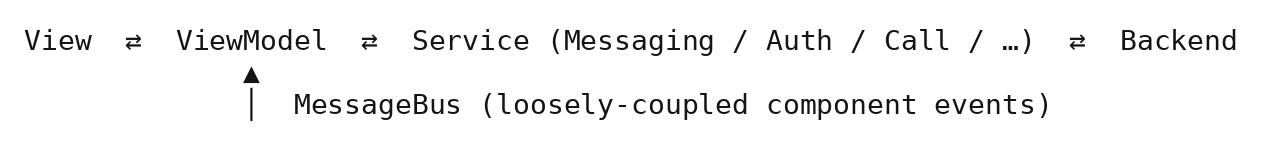 View ⇄ ViewModel ⇄ Service (Messaging / Auth / Call / …) ⇄ Backend
▲
│ MessageBus (loosely-coupled component events)